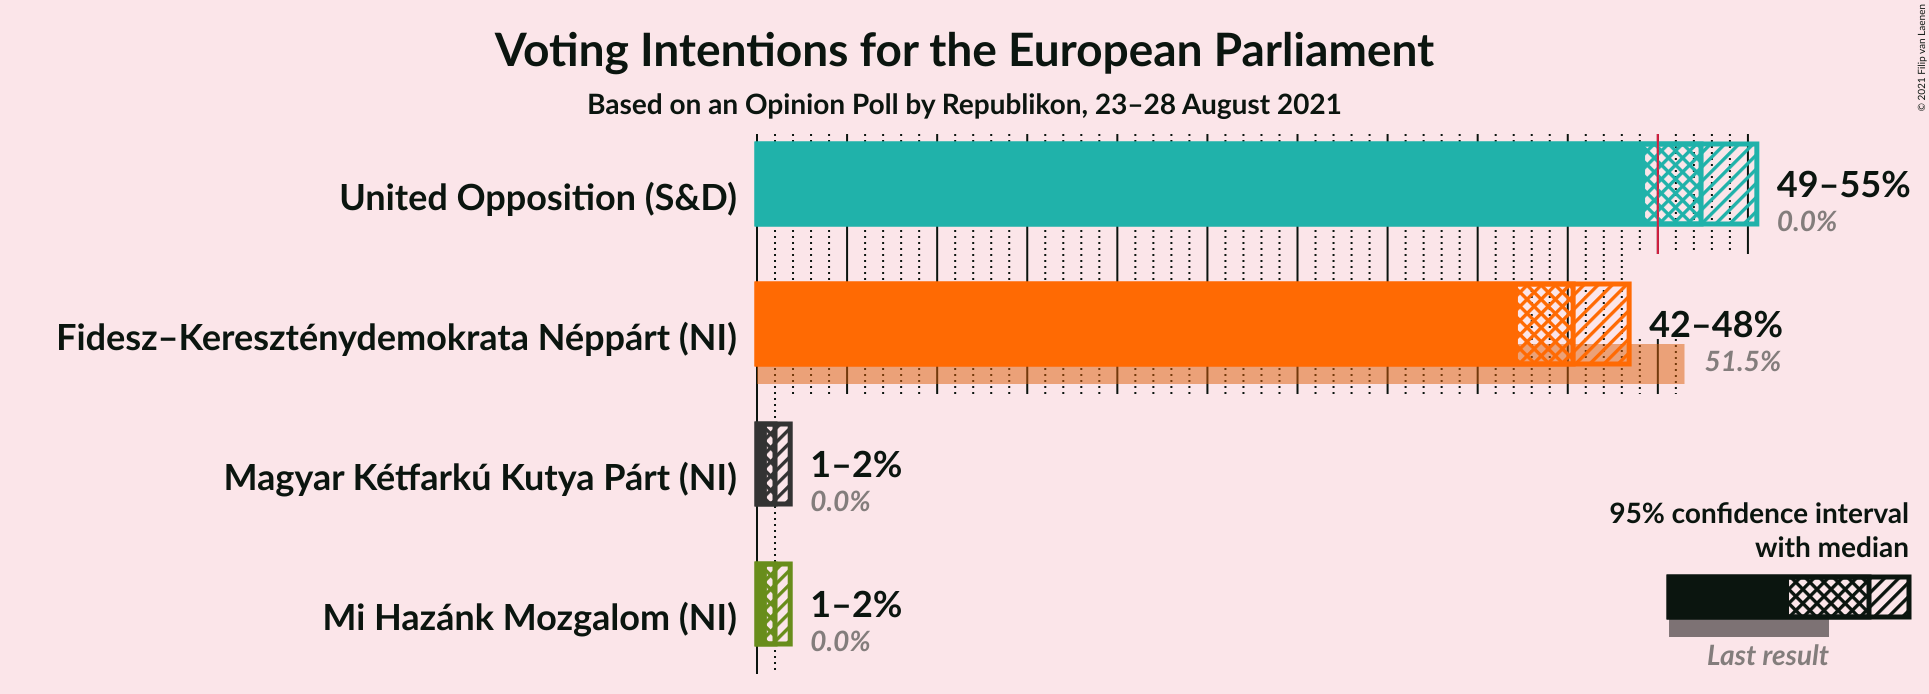 Voting Intentions for the European Parliament
Based on an Opinion Poll by Republikon, 23–28 August 2021
© 2021 Filip van Laenen
United Opposition (S&D)
49–55%
0.0%
Fidesz–Kereszténydemokrata Néppárt (NI)
42–48%
51.5%
Magyar Kétfarkú Kutya Párt (NI)
1–2%
0.0%
Mi Hazánk Mozgalom (NI)
1–2%
0.0%
95% confidence interval
with median
Last result